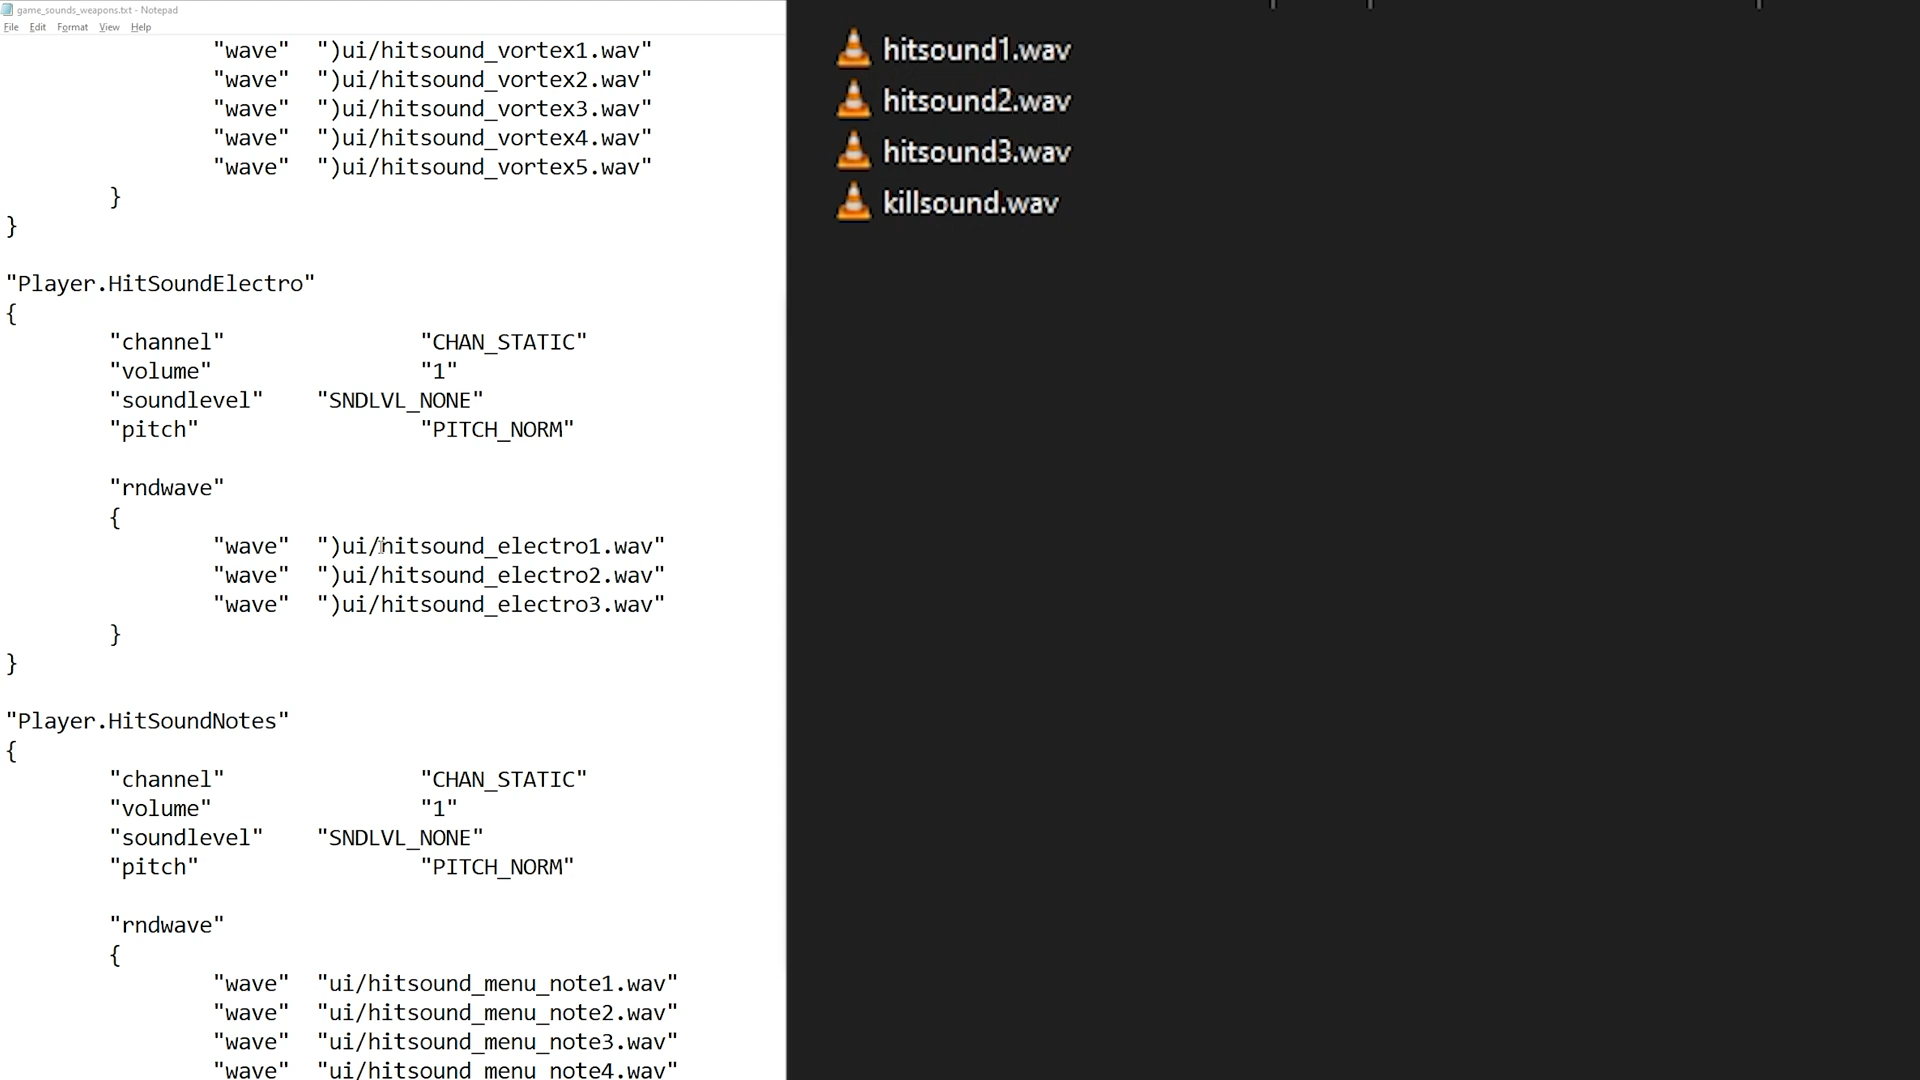 game_sounds_weapons.txt - Notepad
File Edit Format View Help
"wave" ")ui/hitsound_vortex1.wav"
"wave" ")ui/hitsound_vortex2.wav"
"wave" ")ui/hitsound_vortex3.wav"
"wave" ")ui/hitsound_vortex4.wav"
"wave" ")ui/hitsound_vortex5.wav"
}
}
"Player.HitSoundElectro"
{
"channel" "CHAN_STATIC"
"volume" "1"
"soundlevel" "SNDLVL_NONE"
"pitch" "PITCH_NORM"
"rndwave"
{
"wave" ")ui/hitsound_electro1.wav"
"wave" ")ui/hitsound_electro2.wav"
"wave" ")ui/hitsound_electro3.wav"
}
}
"Player.HitSoundNotes"
{
"channel" "CHAN_STATIC"
"volume" "1"
"soundlevel" "SNDLVL_NONE"
"pitch" "PITCH_NORM"
"rndwave"
{
"wave" "ui/hitsound_menu_note1.wav"
"wave" "ui/hitsound_menu_note2.wav"
"wave" "ui/hitsound_menu_note3.wav"
"wave" "ui/hitsound_menu_note4.wav"
hitsound1.wav
hitsound2.wav
hitsound3.wav
killsound.wav